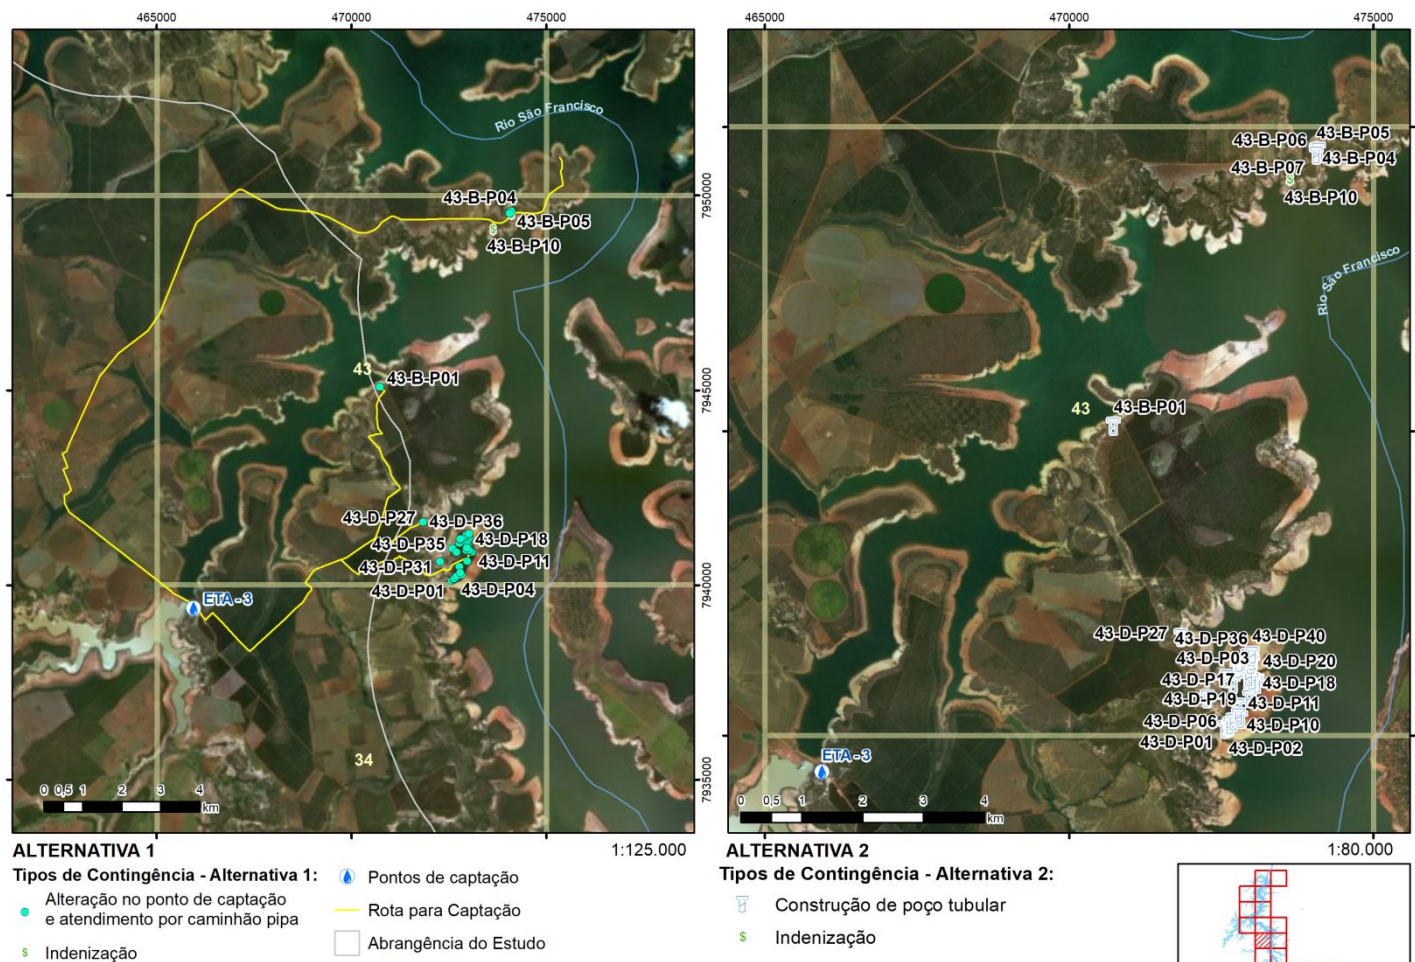 465000
470000
475000
465000
470000
475000
Rio São Francisco
43-B-P04
43-B-P05
43-B-P10
43
43-B-P01
43-D-P27
43-D-P36
43-D-P35
43-D-P18
43-D-P31
43-D-P11
43-D-P01
43-D-P04
ETA - 3
34
0 0,5 1 2 3 4
km
7950000
7945000
7940000
7935000
43-B-P06
43-B-P05
43-B-P07
43-B-P04
43-B-P10
Rio São Francisco
43
43-B-P01
43-D-P27
43-D-P36
43-D-P40
43-D-P03
43-D-P20
43-D-P17
43-D-P18
43-D-P19
43-D-P11
43-D-P06
43-D-P10
43-D-P01
43-D-P02
ETA - 3
0 0,5 1 2 3 4
km
ALTERNATIVA 1
1:125.000
Tipos de Contingência - Alternativa 1:
Alteração no ponto de captação
e atendimento por caminhão pipa
$ Indenização
Pontos de captação
Rota para Captação
Abrangência do Estudo
ALTERNATIVA 2
1:80.000
Tipos de Contingência - Alternativa 2:
Construção de poço tubular
$ Indenização